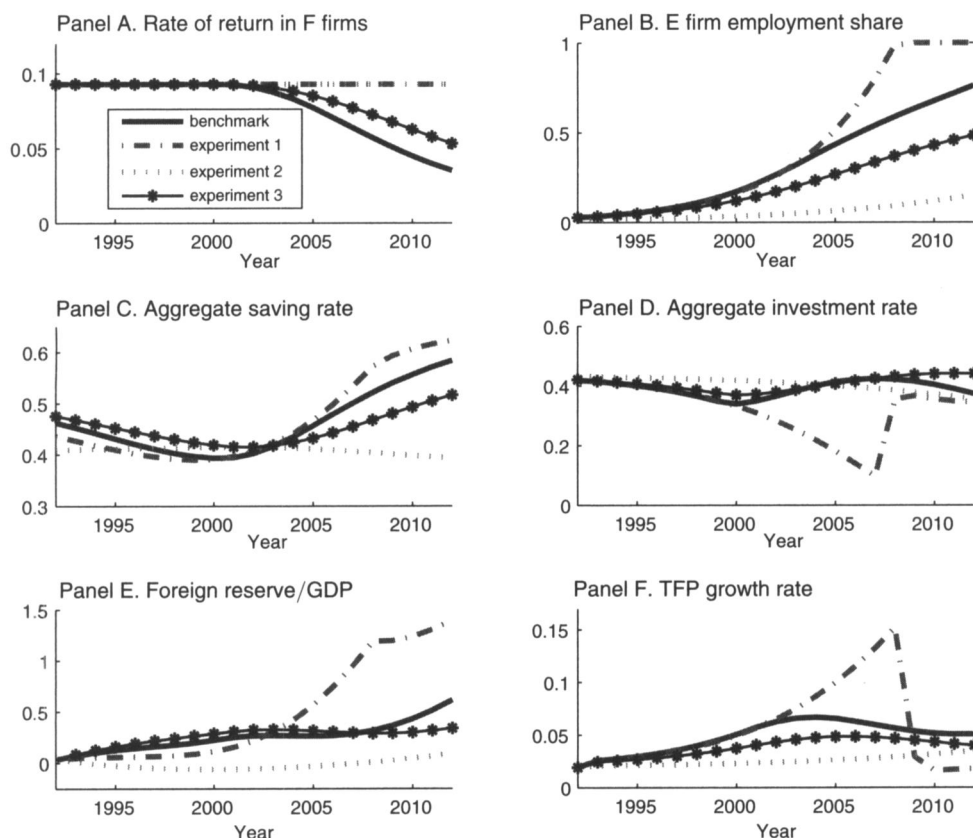 Panel A. Rate of return in F firms
0.1
0.05
0
benchmark
experiment 1
experiment 2
experiment 3
1995 2000 2005 2010
Year
Panel B. E firm employment share
1
0.5
0
1995 2000 2005 2010
Year
Panel C. Aggregate saving rate
0.6
0.5
0.4
0.3
1995 2000 2005 2010
Year
Panel D. Aggregate investment rate
0.6
0.4
0.2
0
1995 2000 2005 2010
Year
Panel E. Foreign reserve/GDP
1.5
1
0.5
0
1995 2000 2005 2010
Year
Panel F. TFP growth rate
0.15
0.1
0.05
0
1995 2000 2005 2010
Year